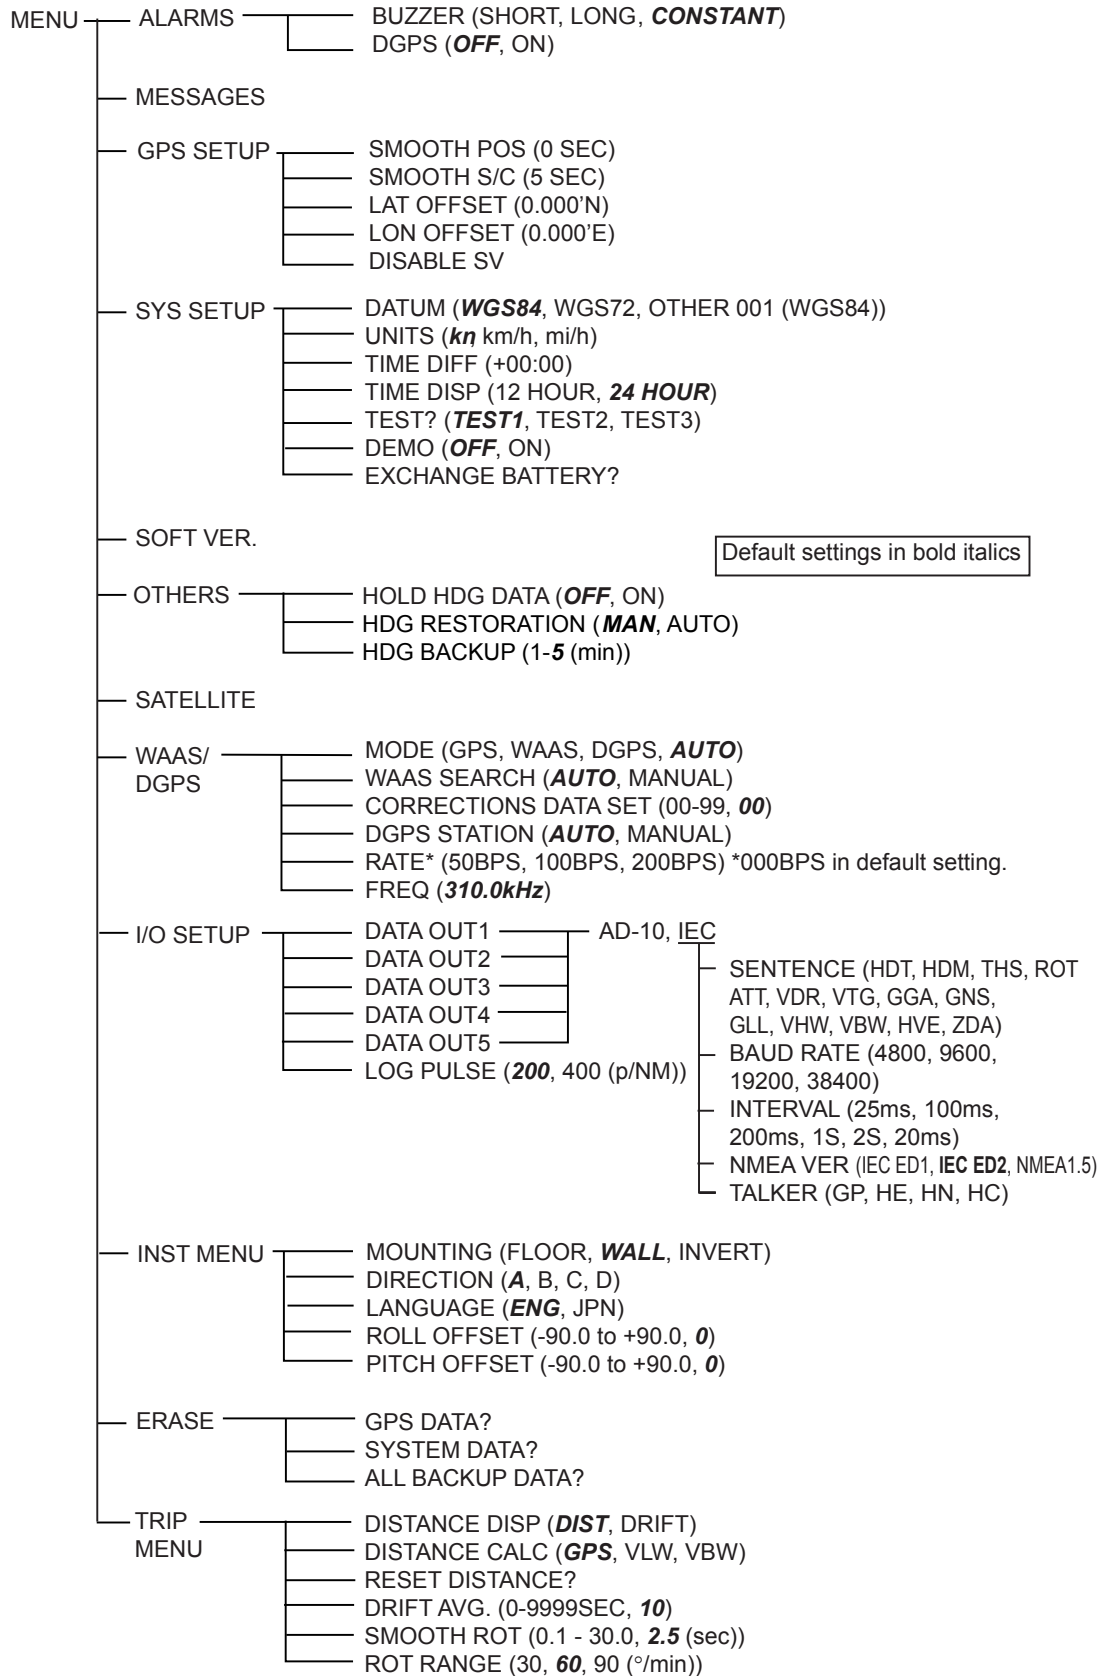 MENU
ALARMS
BUZZER (SHORT, LONG, CONSTANT)
DGPS (OFF, ON)
MESSAGES
GPS SETUP
SMOOTH POS (0 SEC)
SMOOTH S/C (5 SEC)
LAT OFFSET (0.000'N)
LON OFFSET (0.000'E)
DISABLE SV
SYS SETUP
DATUM (WGS84, WGS72, OTHER 001 (WGS84))
UNITS (kn, km/h, mi/h)
TIME DIFF (+00:00)
TIME DISP (12 HOUR, 24 HOUR)
TEST? (TEST1, TEST2, TEST3)
DEMO (OFF, ON)
EXCHANGE BATTERY?
SOFT VER.
Default settings in bold italics
OTHERS
HOLD HDG DATA (OFF, ON)
HDG RESTORATION (MAN, AUTO)
HDG BACKUP (1-5 (min))
SATELLITE
WAAS/
DGPS
MODE (GPS, WAAS, DGPS, AUTO)
WAAS SEARCH (AUTO, MANUAL)
CORRECTIONS DATA SET (00-99, 00)
DGPS STATION (AUTO, MANUAL)
RATE* (50BPS, 100BPS, 200BPS) *000BPS in default setting.
FREQ (310.0kHz)
I/O SETUP
DATA OUT1
DATA OUT2
DATA OUT3
DATA OUT4
DATA OUT5
LOG PULSE (200, 400 (p/NM))
AD-10, IEC
SENTENCE (HDT, HDM, THS, ROT
ATT, VDR, VTG, GGA, GNS,
GLL, VHW, VBW, HVE, ZDA)
BAUD RATE (4800, 9600,
19200, 38400)
INTERVAL (25ms, 100ms,
200ms, 1S, 2S, 20ms)
NMEA VER (IEC ED1, IEC ED2, NMEA1.5)
TALKER (GP, HE, HN, HC)
INST MENU
MOUNTING (FLOOR, WALL, INVERT)
DIRECTION (A, B, C, D)
LANGUAGE (ENG, JPN)
ROLL OFFSET (-90.0 to +90.0, 0)
PITCH OFFSET (-90.0 to +90.0, 0)
ERASE
GPS DATA?
SYSTEM DATA?
ALL BACKUP DATA?
TRIP
MENU
DISTANCE DISP (DIST, DRIFT)
DISTANCE CALC (GPS, VLW, VBW)
RESET DISTANCE?
DRIFT AVG. (0-9999SEC, 10)
SMOOTH ROT (0.1 - 30.0, 2.5 (sec))
ROT RANGE (30, 60, 90 (°/min))